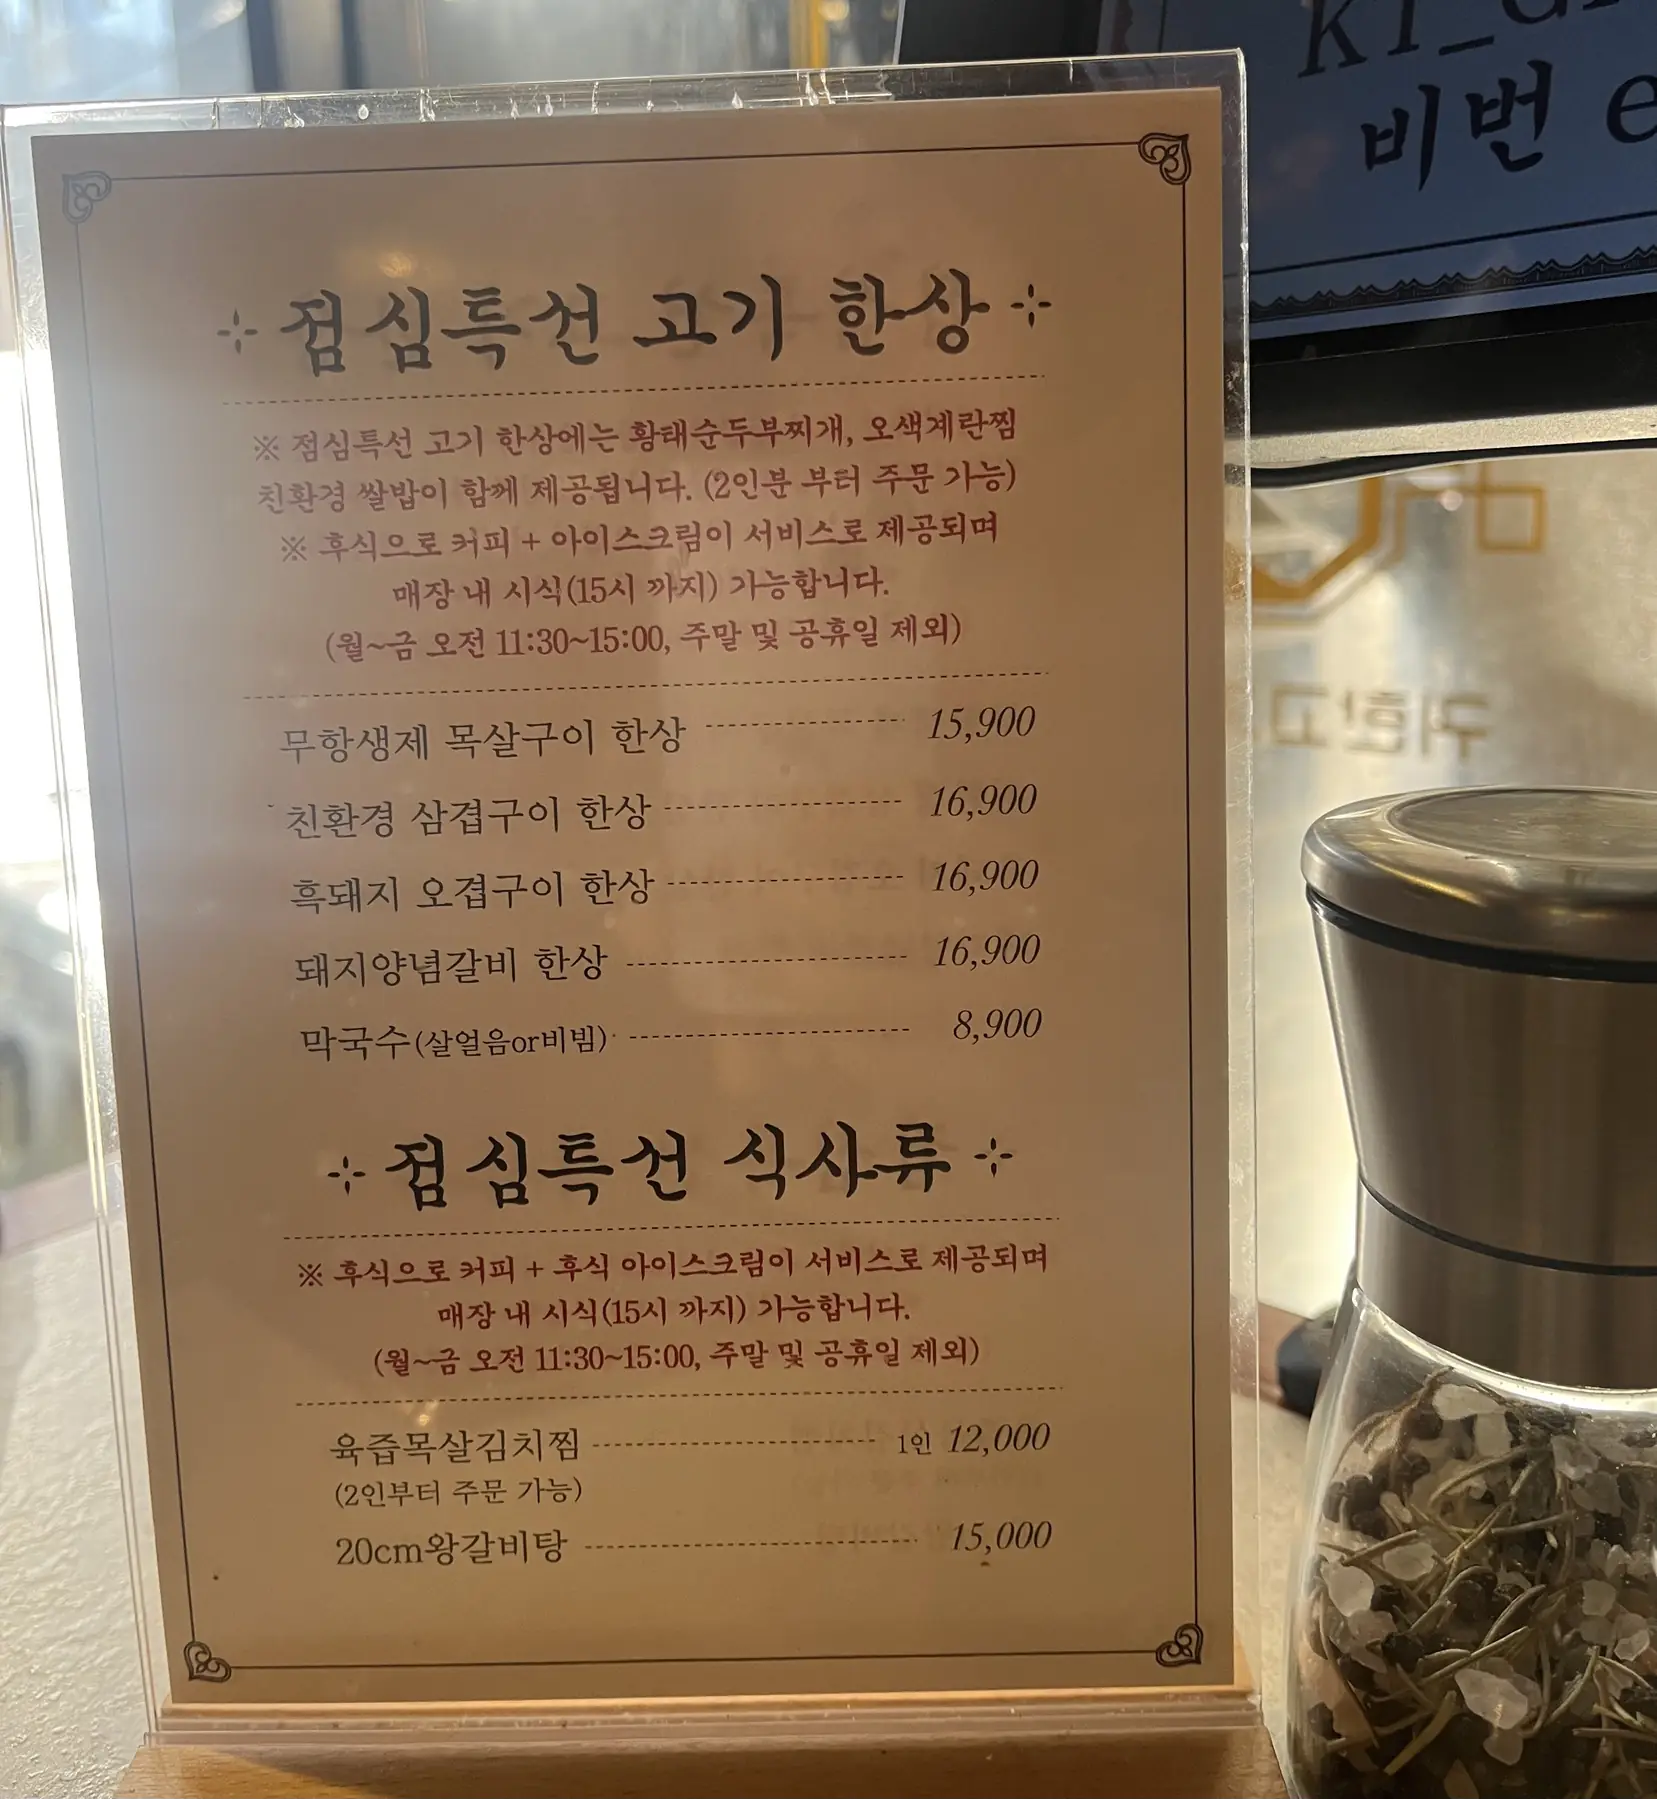 KT_
비번 e
점심특선 고기 한상
※ 점심특선 고기 한상에는 황태순두부찌개, 오색계란찜
친환경 쌀밥이 함께 제공됩니다. (2인분 부터 주문 가능)
※ 후식으로 커피 + 아이스크림이 서비스로 제공되며
매장 내 시식(15시 까지) 가능합니다.
(월~금 오전 11:30~15:00, 주말 및 공휴일 제외)
무항생제 목살구이 한상 15,900
친환경 삼겹구이 한상 16,900
흑돼지 오겹구이 한상 16,900
돼지양념갈비 한상 16,900
막국수(살얼음or비빔) 8,900
점심특선 식사류
※ 후식으로 커피 + 후식 아이스크림이 서비스로 제공되며
매장 내 시식(15시 까지) 가능합니다.
(월~금 오전 11:30~15:00, 주말 및 공휴일 제외)
육즙목살김치찜 1인 12,000
(2인부터 주문 가능)
20cm왕갈비탕 15,000